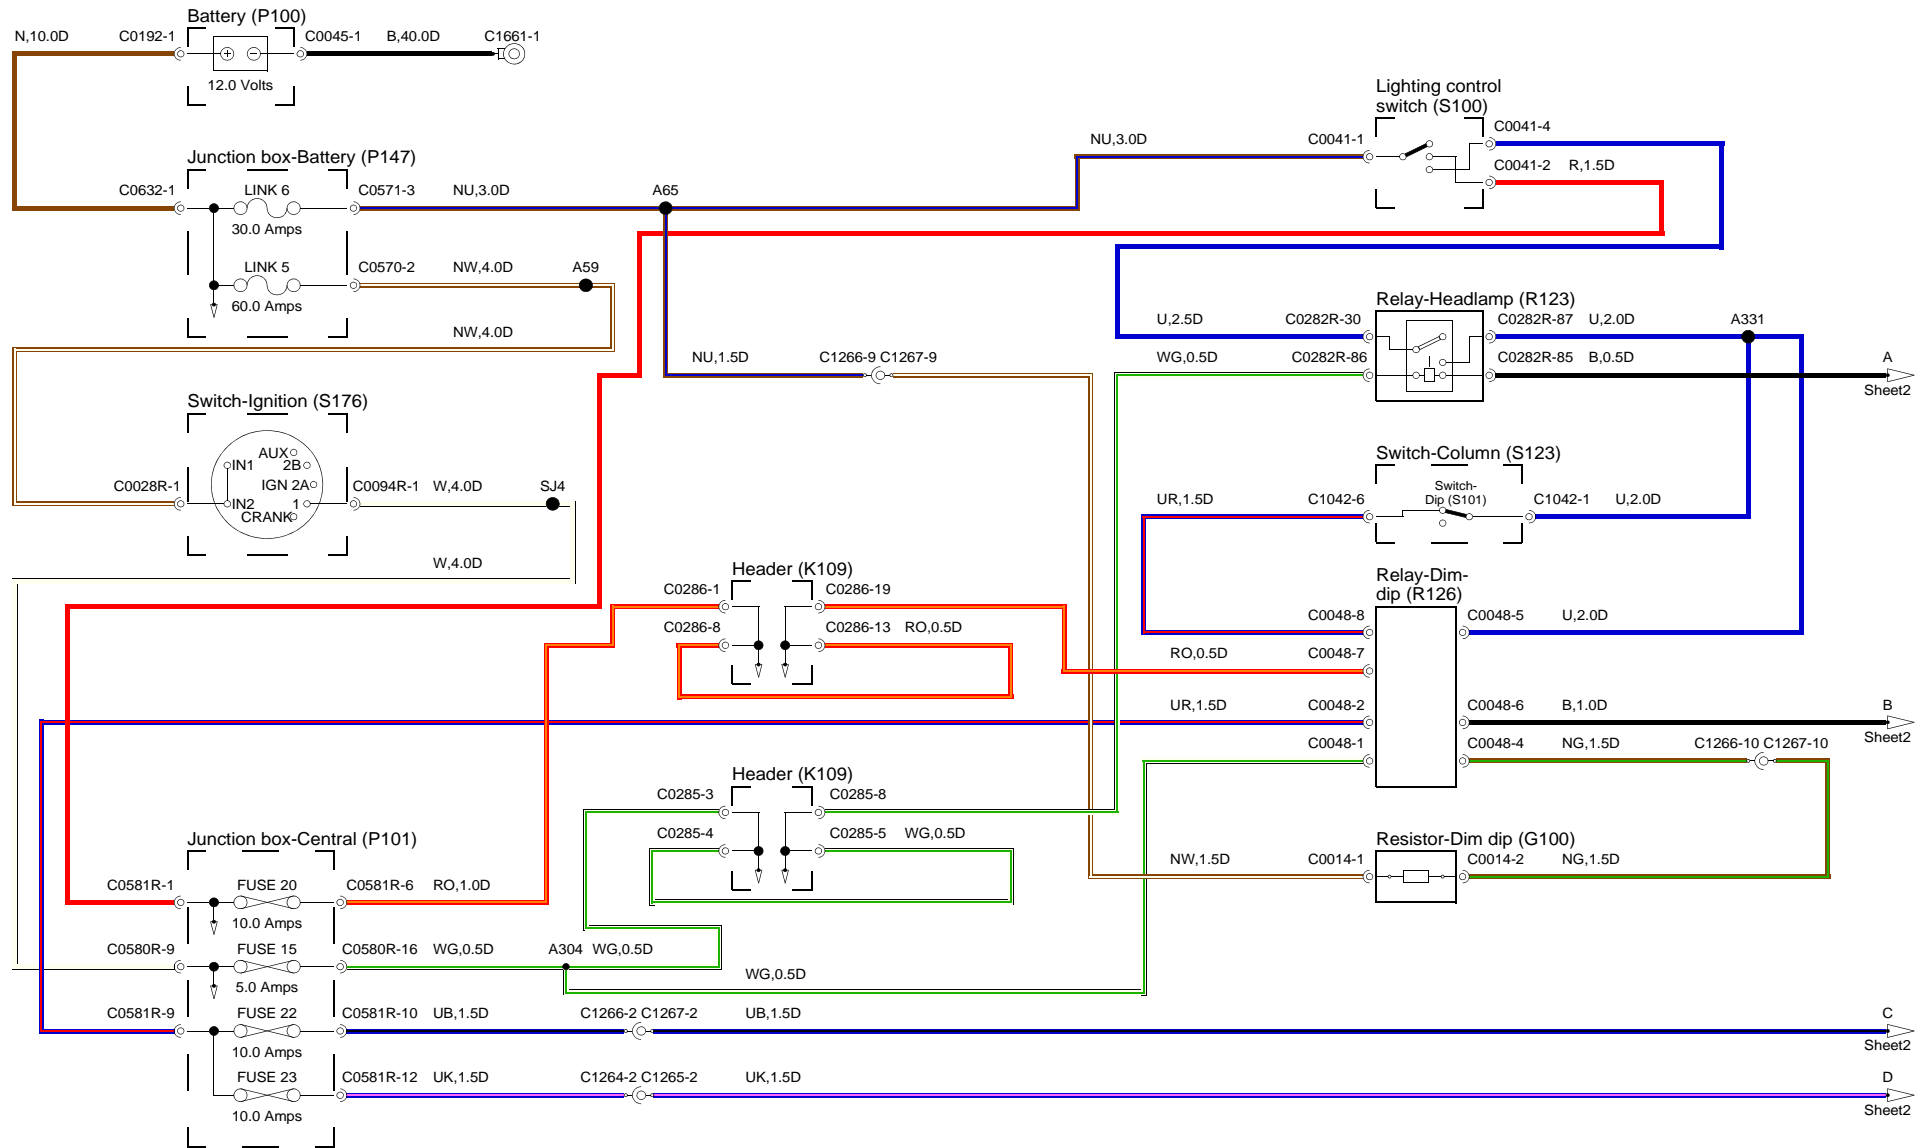 Battery (P100)
N,10.0D
C0192-1
C0045-1
B,40.0D
C1661-1
12.0 Volts
Lighting control
switch (S100)
C0041-1
C0041-4
C0041-2
R,1.5D
NU,3.0D
Junction box-Battery (P147)
C0632-1
LINK 6
C0571-3
NU,3.0D
A65
30.0 Amps
LINK 5
C0570-2
NW,4.0D
A59
60.0 Amps
NW,4.0D
NU,1.5D
C1266-9
C1267-9
Relay-Headlamp (R123)
U,2.5D
C0282R-30
C0282R-87
U,2.0D
A331
WG,0.5D
C0282R-86
C0282R-85
B,0.5D
A
Sheet2
Switch-Ignition (S176)
AUX
IN1
2B
IGN
2A
C0028R-1
IN2
1
CRANK
C0094R-1
W,4.0D
SJ4
W,4.0D
Switch-Column (S123)
UR,1.5D
C1042-6
Switch-
Dip (S101)
C1042-1
U,2.0D
Header (K109)
C0286-1
C0286-19
C0286-8
C0286-13
RO,0.5D
Relay-Dim-
dip (R126)
C0048-8
C0048-5
U,2.0D
RO,0.5D
C0048-7
UR,1.5D
C0048-2
C0048-6
B,1.0D
B
Sheet2
C0048-1
C0048-4
NG,1.5D
C1266-10
C1267-10
Header (K109)
C0285-3
C0285-8
C0285-4
C0285-5
WG,0.5D
Resistor-Dim dip (G100)
NW,1.5D
C0014-1
C0014-2
NG,1.5D
Junction box-Central (P101)
C0581R-1
FUSE 20
C0581R-6
RO,1.0D
10.0 Amps
C0580R-9
FUSE 15
C0580R-16
WG,0.5D
A304
WG,0.5D
5.0 Amps
WG,0.5D
C0581R-9
FUSE 22
C0581R-10
UB,1.5D
C1266-2
C1267-2
UB,1.5D
C
Sheet2
10.0 Amps
FUSE 23
C0581R-12
UK,1.5D
C1264-2
C1265-2
UK,1.5D
D
Sheet2
10.0 Amps